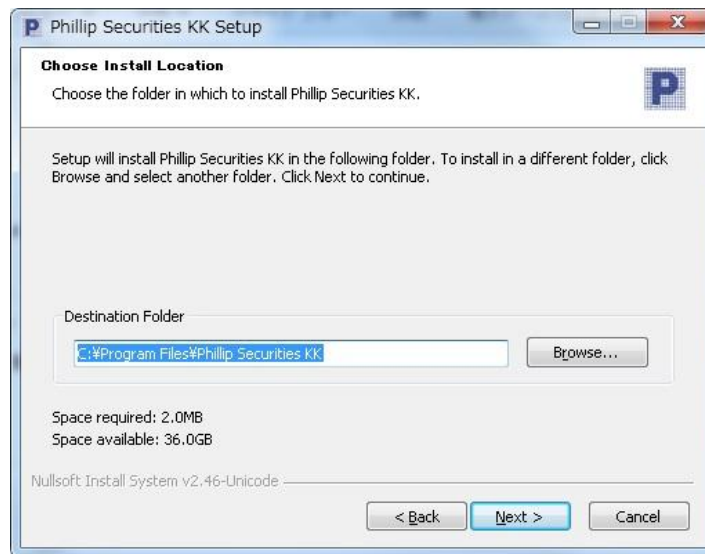 P Phillip Securities KK Setup
Choose Install Location
Choose the folder in which to install Phillip Securities KK.
P
Setup will install Phillip Securities KK in the following folder. To install in a different folder, click
Browse and select another folder. Click Next to continue.
Destination Folder
C:¥Program Files¥Phillip Securities KK
Browse...
Space required: 2.0MB
Space available: 36.0GB
Nullsoft Install System v2.46-Unicode
< Back
Next >
Cancel